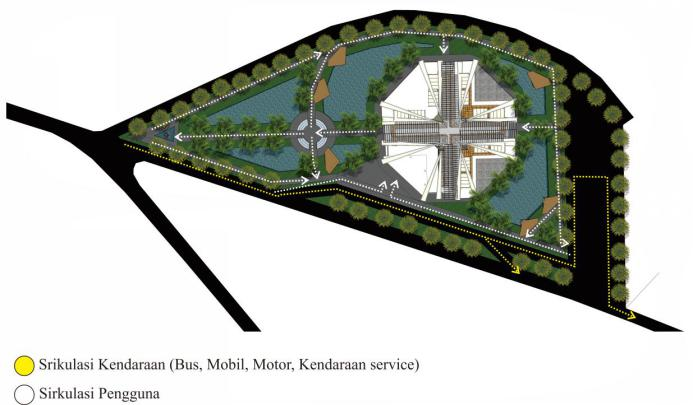 Srikulasi Kendaraan (Bus, Mobil, Motor, Kendaraan service)
Sirkulasi Pengguna